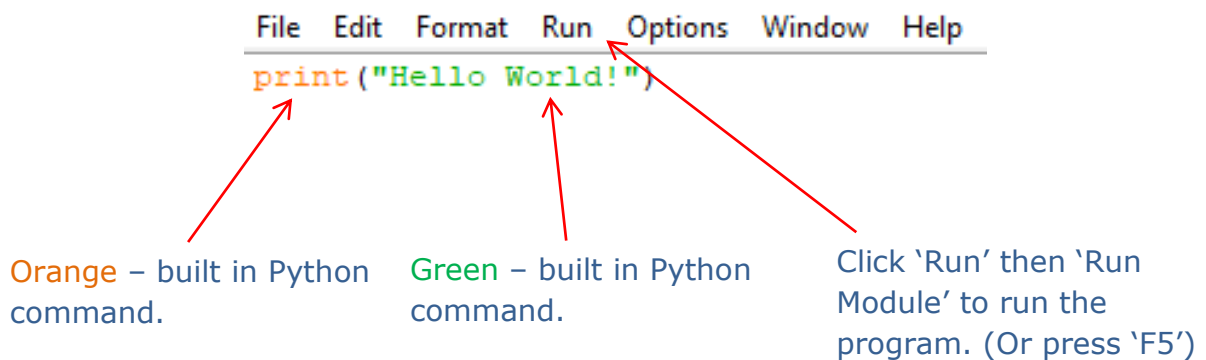 File Edit Format Run Options Window Help
print("Hello World!")
Orange – built in Python
command.
Green – built in Python
command.
Click ‘Run’ then ‘Run
Module’ to run the
program. (Or press ‘F5’)